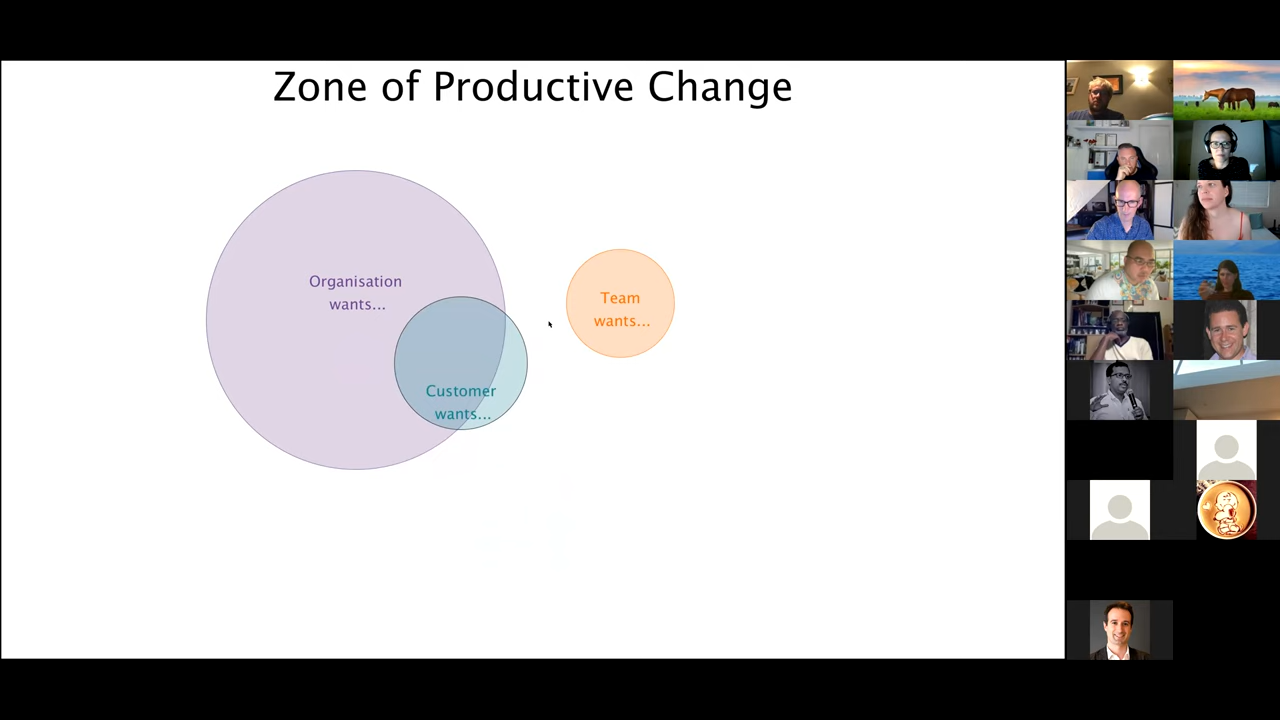 Zone of Productive Change
Organisation
wants...
Team
wants...
Customer
wants...